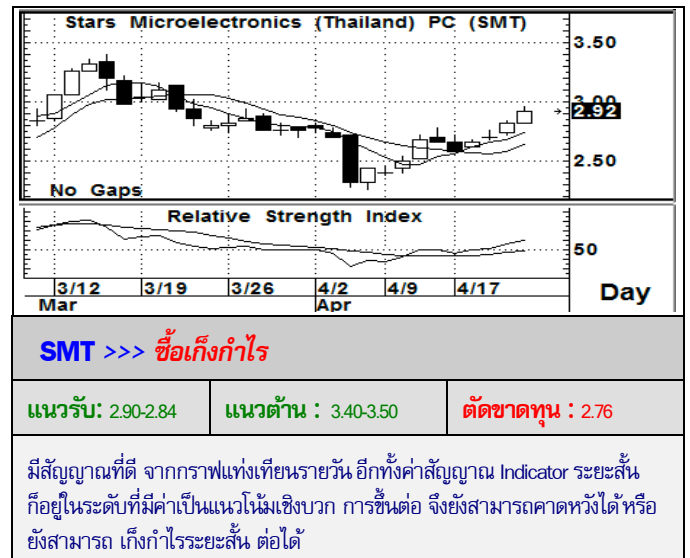 Stars Microelectronics (Thailand) PC (SMT)
3.50
3.00
2.92
2.50
No Gaps
Relative Strength Index
50
3/12 3/19 3/26 4/2 4/9 4/17
Mar Apr
Day
SMT >>> ซื้อเก็งกำไร
แนวรับ: 2.90-2.84 แนวต้าน : 3.40-3.50 ตัดขาดทุน : 2.76
มีสัญญาณที่ดี จากกราฟแท่งเทียนรายวัน อีกทั้งค่าสัญญาณ Indicator ระยะสั้น
ก็อยู่ในระดับที่มีค่าเป็นแนวโน้มเชิงบวก การขึ้นต่อ จึงยังสามารถคาดหวังได้ หรือ
ยังสามารถ เก็งกำไรระยะสั้น ต่อได้